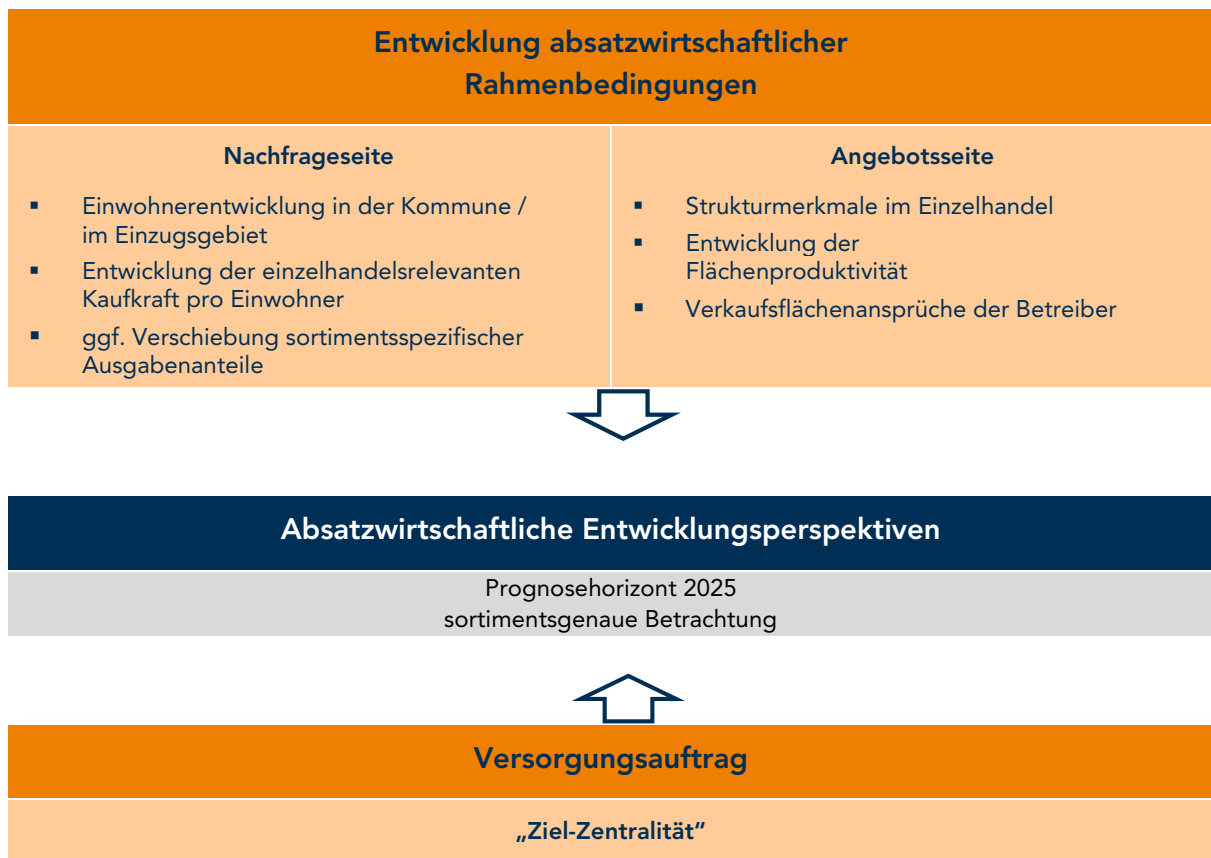 Entwicklung absatzwirtschaftlicher
Rahmenbedingungen
Nachfrageseite
▪ Einwohnerentwicklung in der Kommune /
im Einzugsgebiet
▪ Entwicklung der einzelhandelsrelevanten
Kaufkraft pro Einwohner
▪ ggf. Verschiebung sortimentsspezifischer
Ausgabenanteile
Angebotsseite
▪ Strukturmerkmale im Einzelhandel
▪ Entwicklung der
Flächenproduktivität
▪ Verkaufsflächenansprüche der Betreiber
Absatzwirtschaftliche Entwicklungsperspektiven
Prognosehorizont 2025
sortimentsgenaue Betrachtung
Versorgungsauftrag
„Ziel-Zentralität“